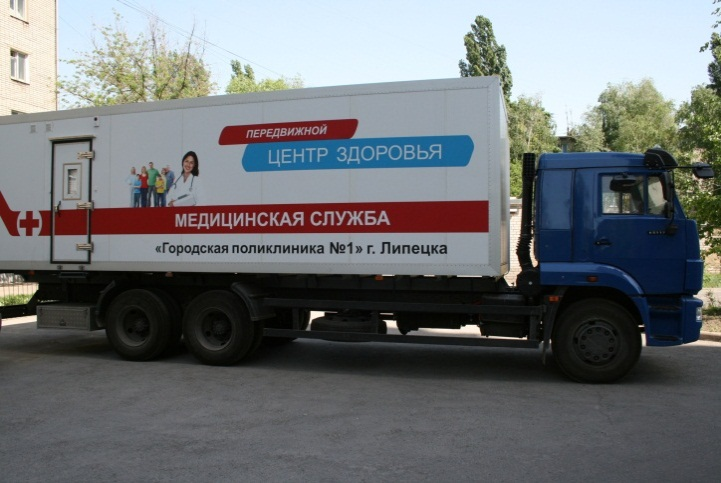 ПЕРЕДВИЖНОЙ
ЦЕНТР ЗДОРОВЬЯ
МЕДИЦИНСКАЯ СЛУЖБА
«Городская поликлиника №1» г. Липецка